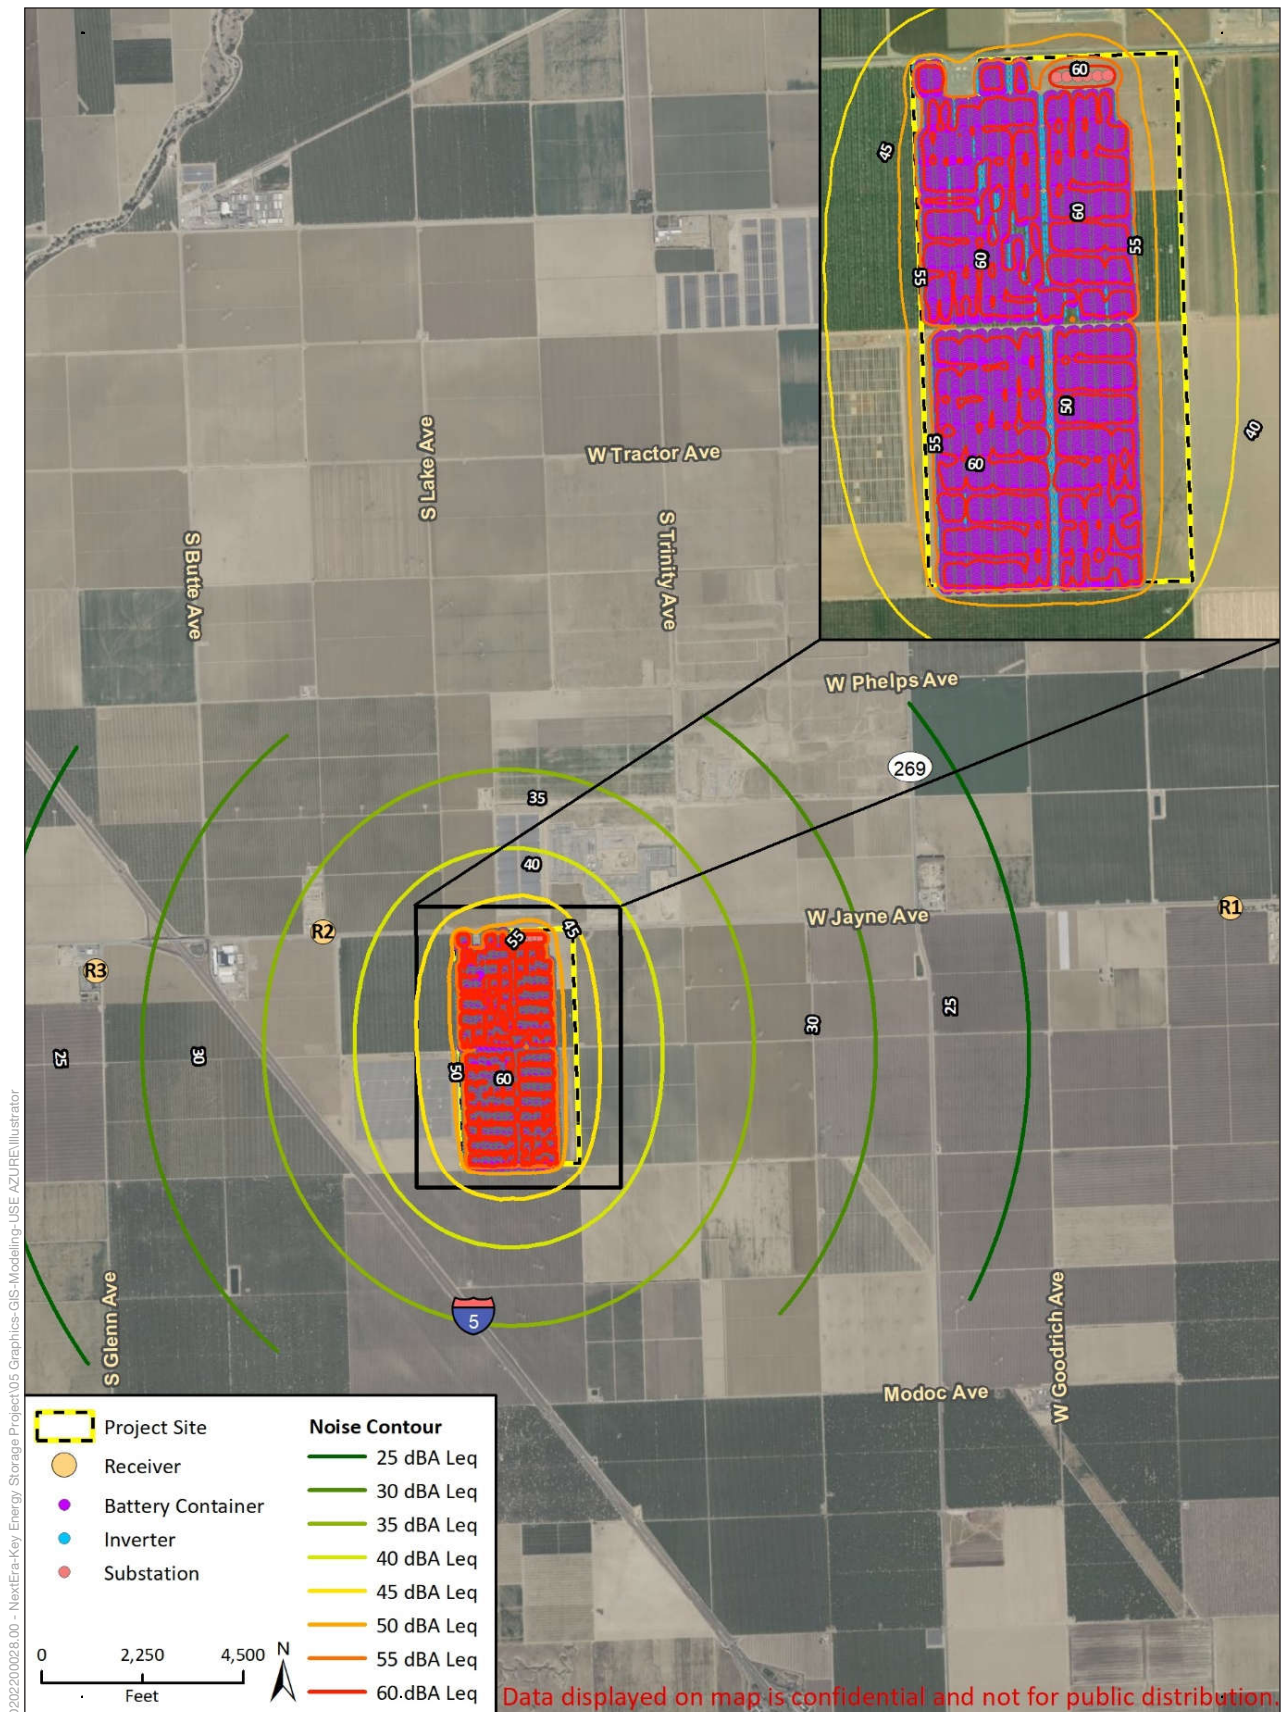 60
45
60
55
60
55
40
50
55
60
S Lake Ave
W Tractor Ave
S Butte Ave
S Trinity Ave
W Phelps Ave
269
35
40
W Jayne Ave
R1
R2
45
55
R3
25
30
30
25
50
60
S Glenn Ave
5
W Goodrich Ave
Modoc Ave
Project Site
Receiver
Battery Container
Inverter
Substation
0 2,250 4,500
Feet
N
Noise Contour
25 dBA Leq
30 dBA Leq
35 dBA Leq
40 dBA Leq
45 dBA Leq
50 dBA Leq
55 dBA Leq
60 dBA Leq
Data displayed on map is confidential and not for public distribution.
D202200028.00 - NextEra-Key Energy Storage Project\05 Graphics-GIS-Modeling-USE AZURE\Illustrator